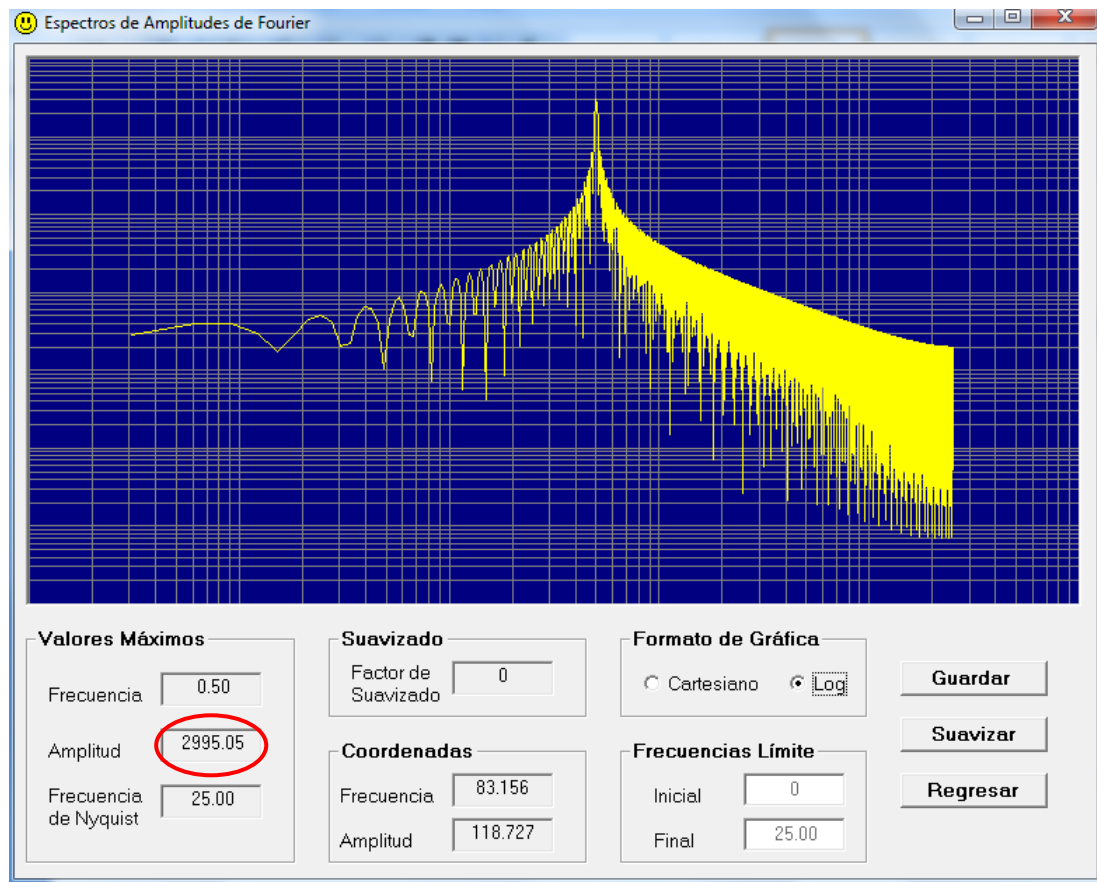 Espectros de Amplitudes de Fourier
Valores Máximos
Frecuencia 0.50
Amplitud 2995.05
Frecuencia
de Nyquist 25.00
Suavizado
Factor de
Suavizado 0
Coordenadas
Frecuencia 83.156
Amplitud 118.727
Formato de Gráfica
Cartesiano Log
Frecuencias Límite
Inicial 0
Final 25.00
Guardar
Suavizar
Regresar